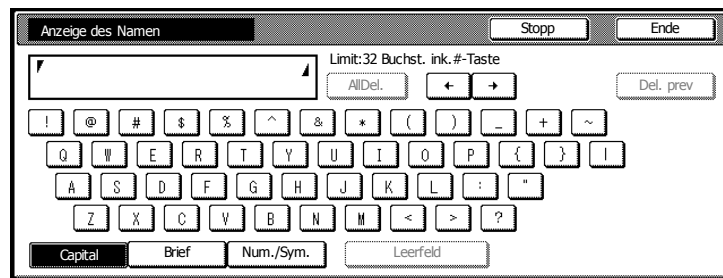 Anzeige des Namen Stopp Ende
Limit:32 Buchst. ink.#-Taste
AllDel. ← → Del. prev
! @ # $ % ^ & * ( ) _ + ~
Q W E R T Y U I O P { } |
A S D F G H J K L : "
Z X C V B N M < > ?
Capital Brief Num./Sym. Leerfeld